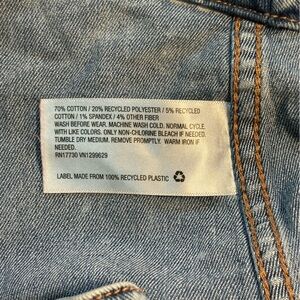 70% COTTON / 20% RECYCLED POLYESTER / 5% RECYCLED
COTTON / 1% SPANDEX / 4% OTHER FIBER
WASH BEFORE WEAR. MACHINE WASH COLD. NORMAL CYCLE.
WITH LIKE COLORS. ONLY NON-CHLORINE BLEACH IF NEEDED.
TUMBLE DRY MEDIUM. REMOVE PROMPTLY. WARM IRON IF
NEEDED.
RN17730 VN1299629
LABEL MADE FROM 100% RECYCLED PLASTIC